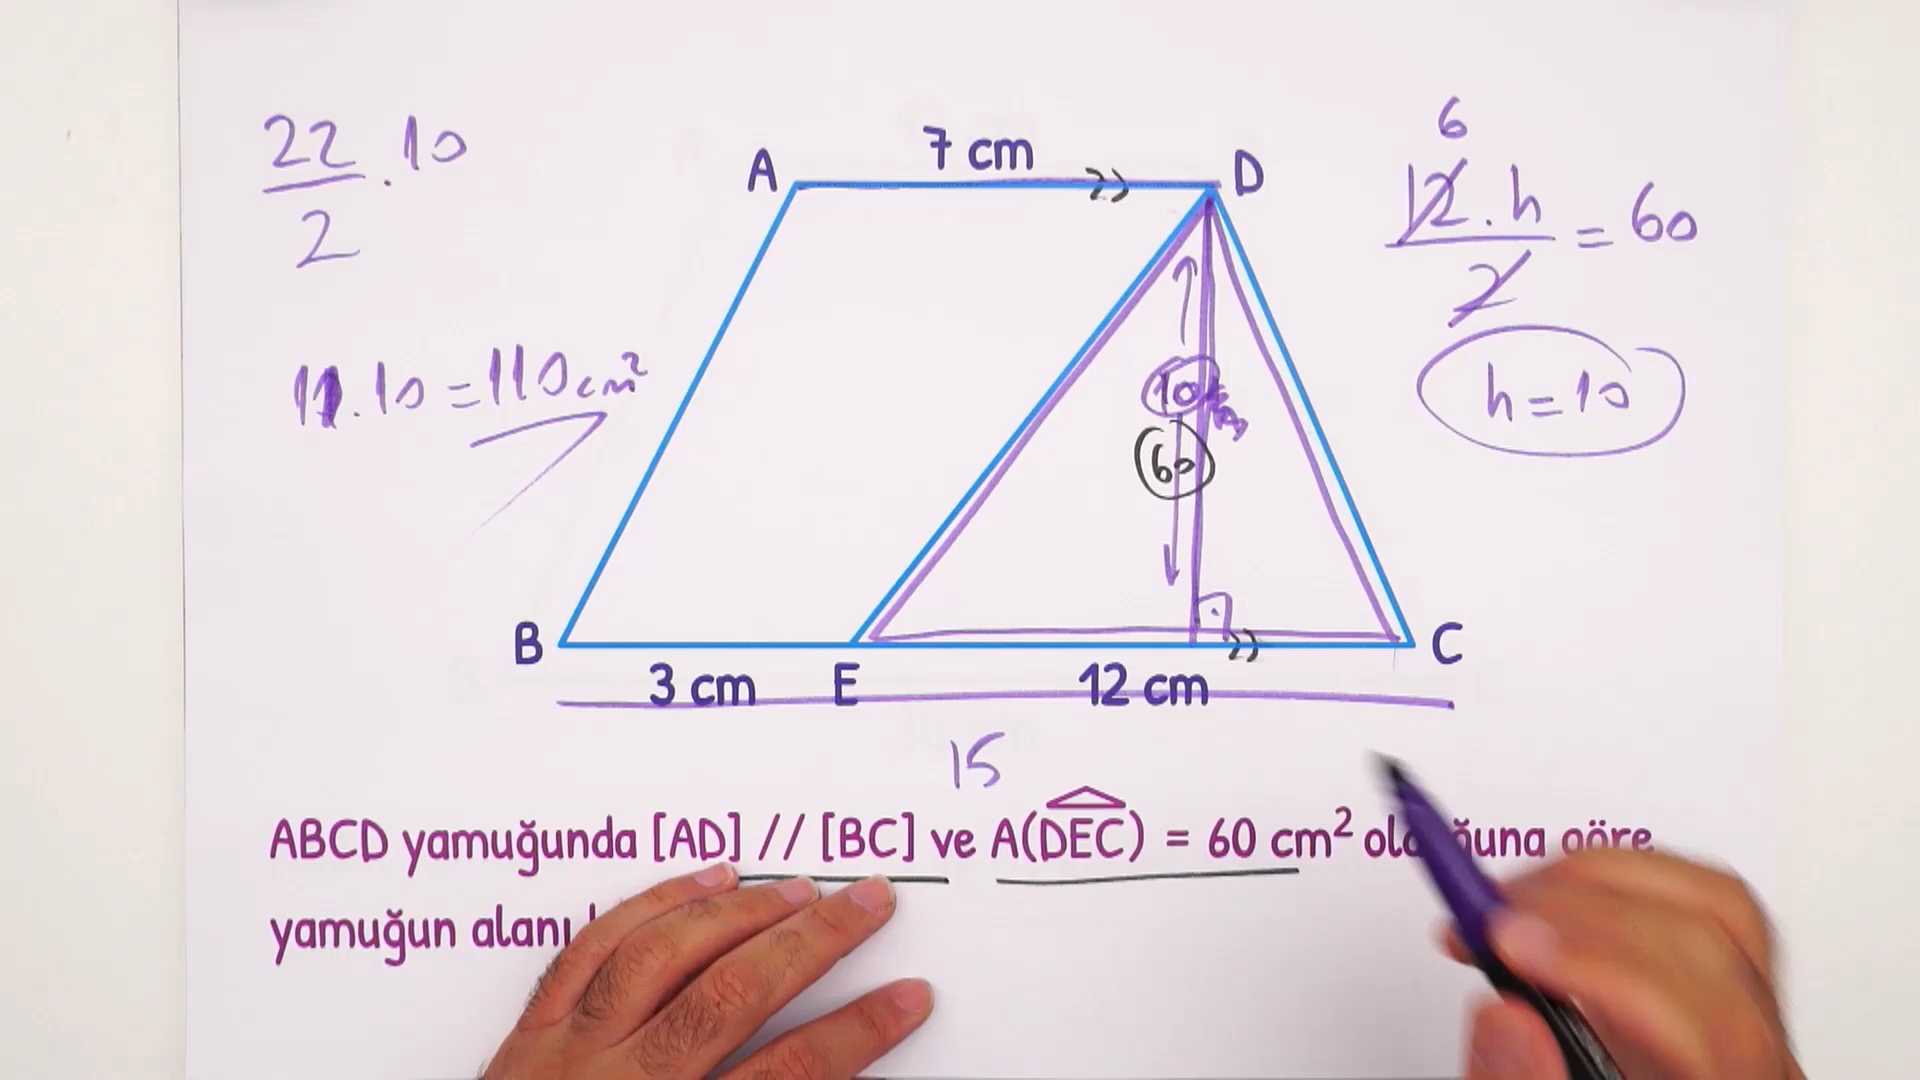 22
2
. 10
11.10 = 110 cm²
A
7 cm
D
6
12 . h
2
= 60
h = 10
10
60
B
3 cm
E
12 cm
C
15
ABCD yamuğunda [AD] // [BC] ve A(DEC) = 60 cm² göre
yamuğun alanı